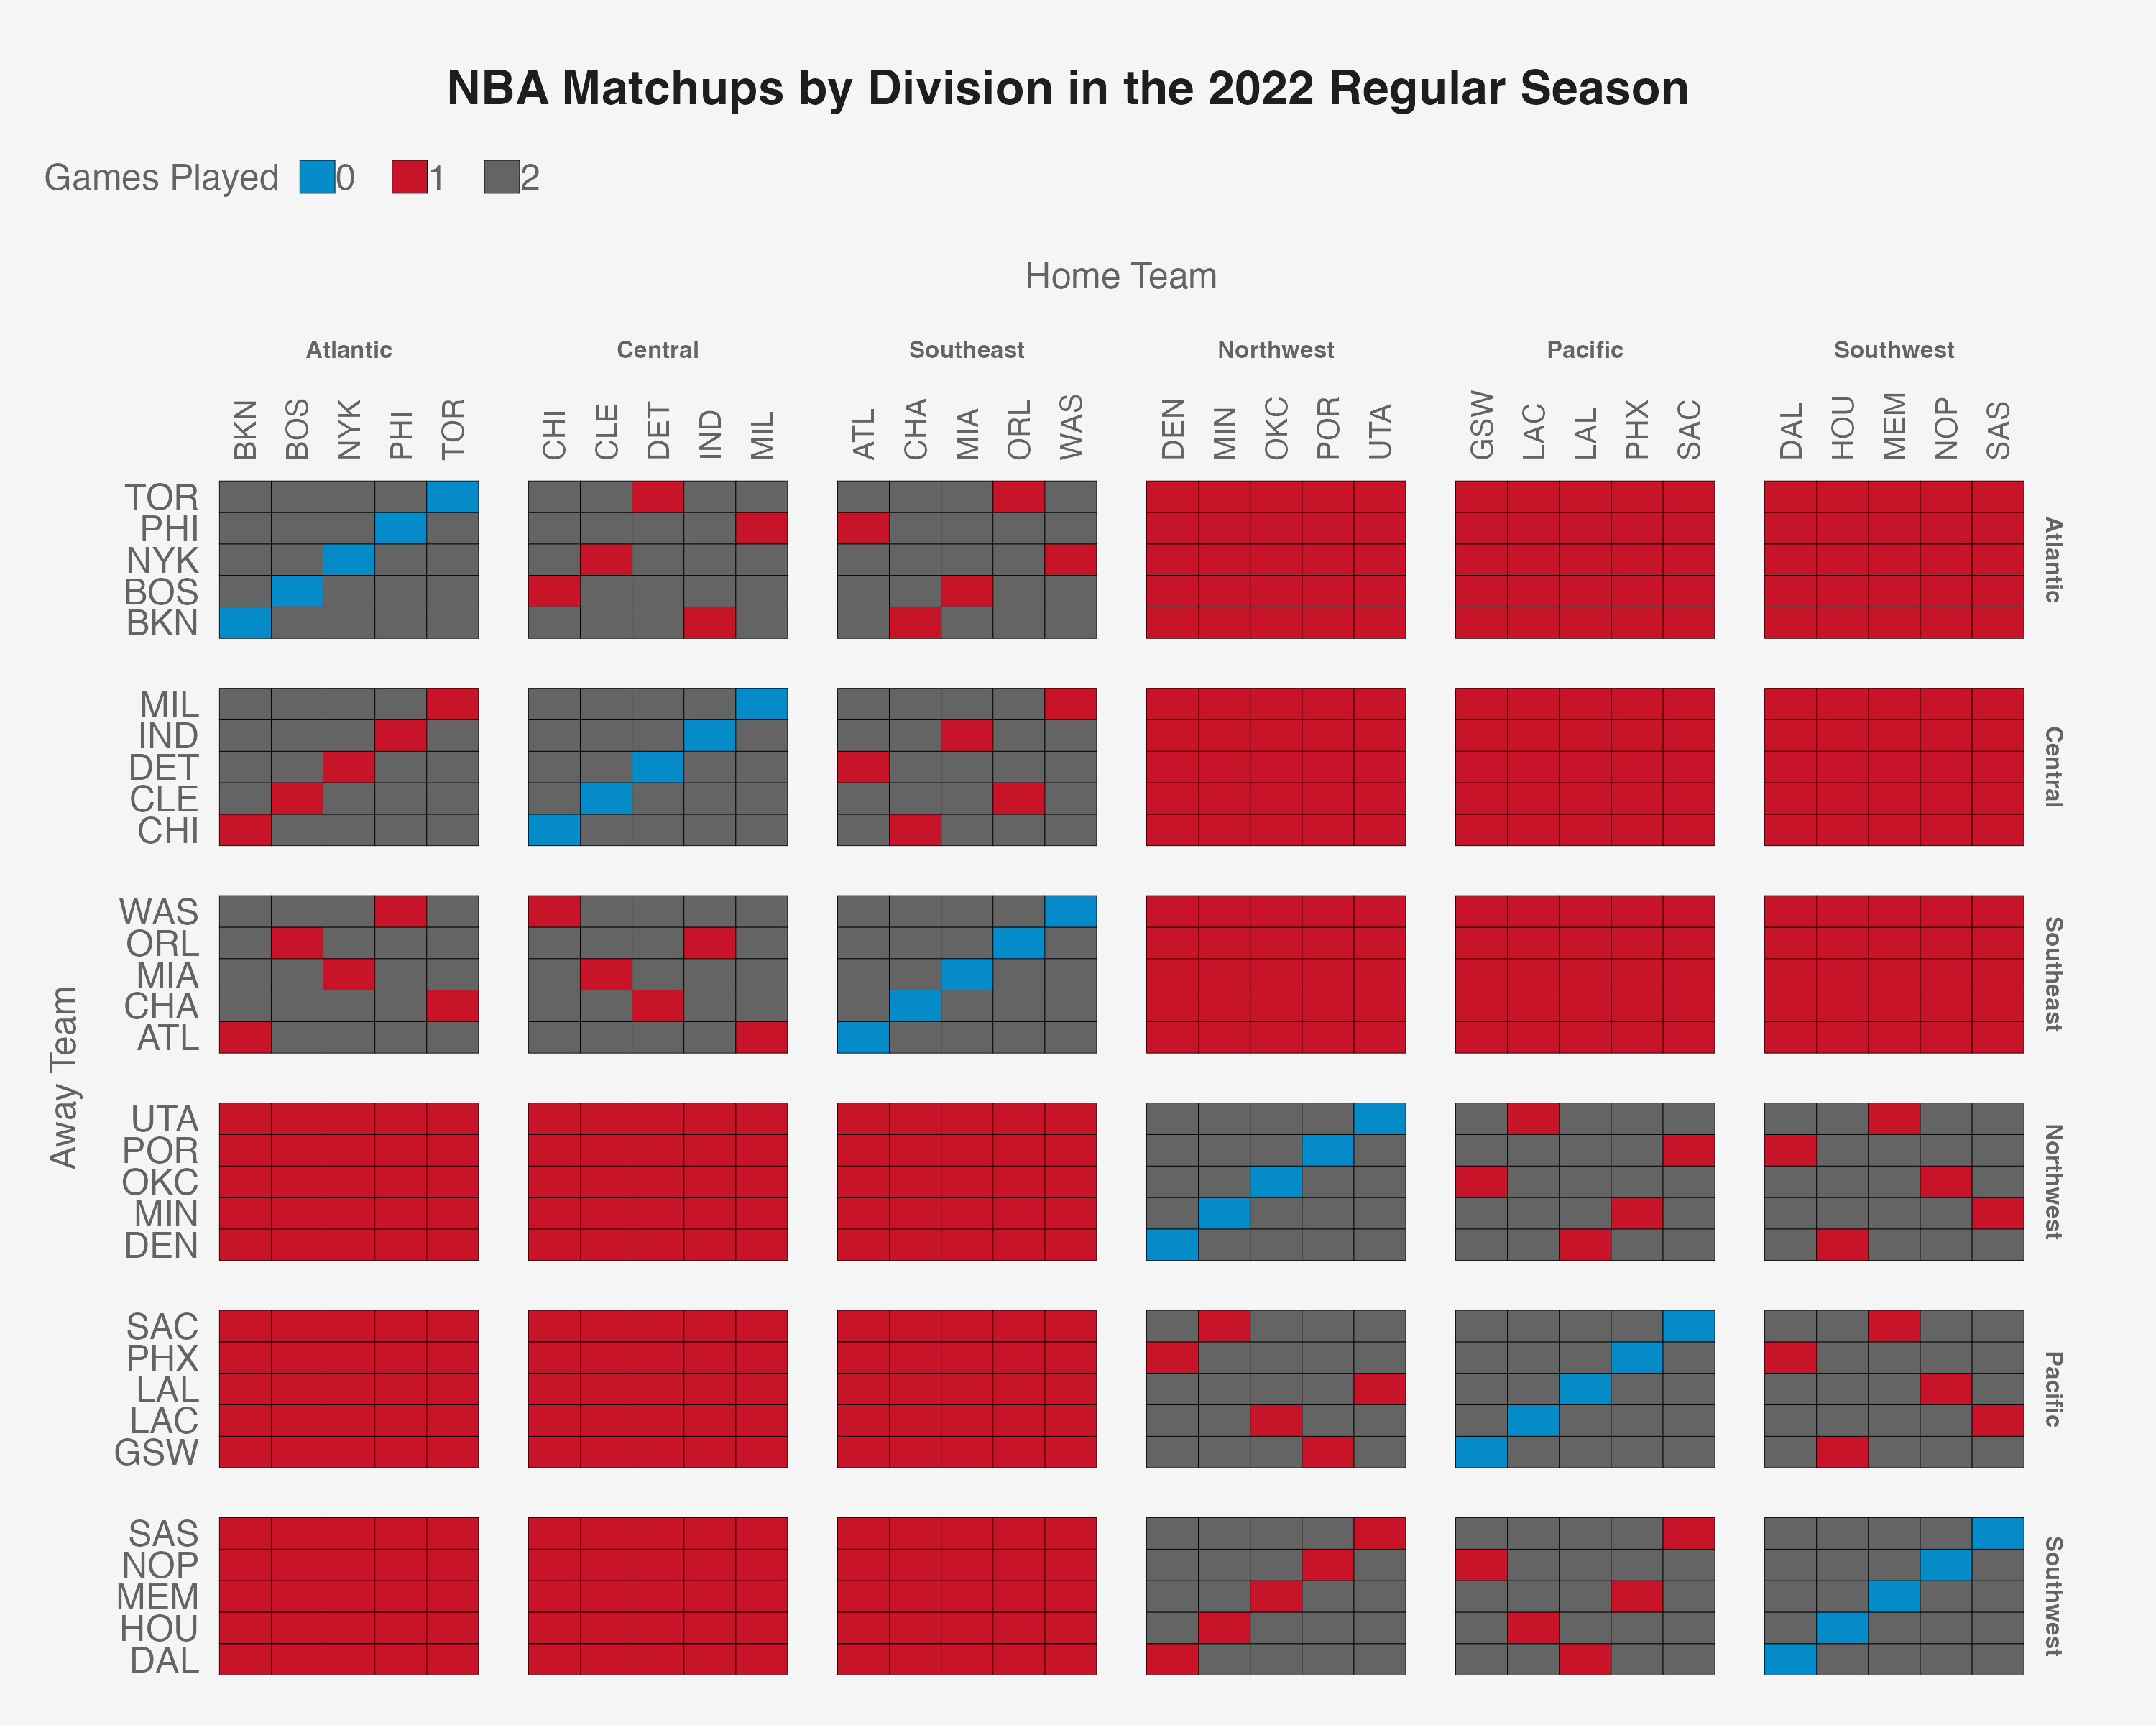 NBA Matchups by Division in the 2022 Regular Season
Games Played 0 1 2
Home Team
Atlantic Central Southeast Northwest Pacific Southwest
BKN BOS NYK PHI TOR CHI CLE DET IND MIL ATL CHA MIA ORL WAS DEN MIN OKC POR UTA GSW LAC LAL PHX SAC DAL HOU MEM NOP SAS
Away Team
TOR
PHI
NYK
BOS
BKN
Atlantic
MIL
IND
DET
CLE
CHI
Central
WAS
ORL
MIA
CHA
ATL
Southeast
UTA
POR
OKC
MIN
DEN
Northwest
SAC
PHX
LAL
LAC
GSW
Pacific
SAS
NOP
MEM
HOU
DAL
Southwest